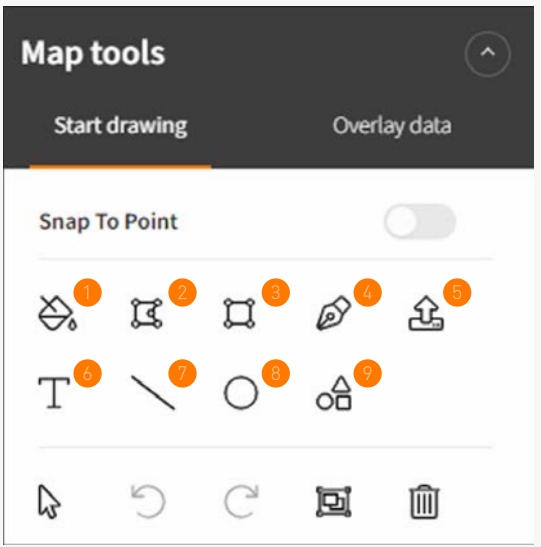 Map tools
Start drawing Overlay data
Snap To Point
1 2 3 4 5
T 6 7 8 9